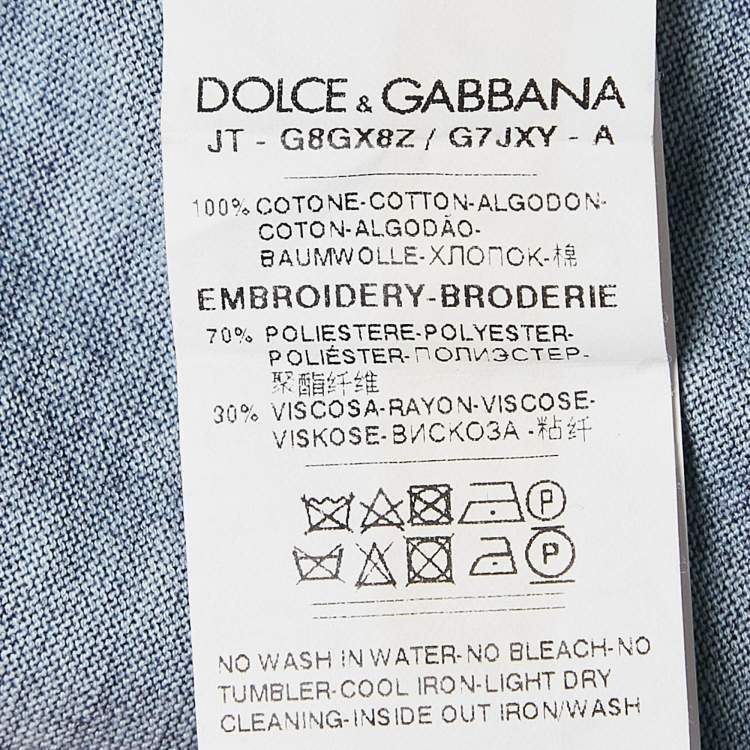 DOLCE & GABBANA
JT - G8GX8Z / G7JXY - A
100% COTONE-COTTON-ALGODON-
COTON-ALGODÃO-
BAUMWOLLE-ХЛОПОК-棉
EMBROIDERY-BRODERIE
70% POLIESTERE-POLYESTER-
POLIÉSTER-ПОЛИЭСТЕР-
聚酯纤维
30% VISCOSA-RAYON-VISCOSE-
VISKOSE-ВИСКОЗА -粘纤
P
P
NO WASH IN WATER-NO BLEACH-NO
TUMBLER-COOL IRON-LIGHT DRY
CLEANING-INSIDE OUT IRON/WASH